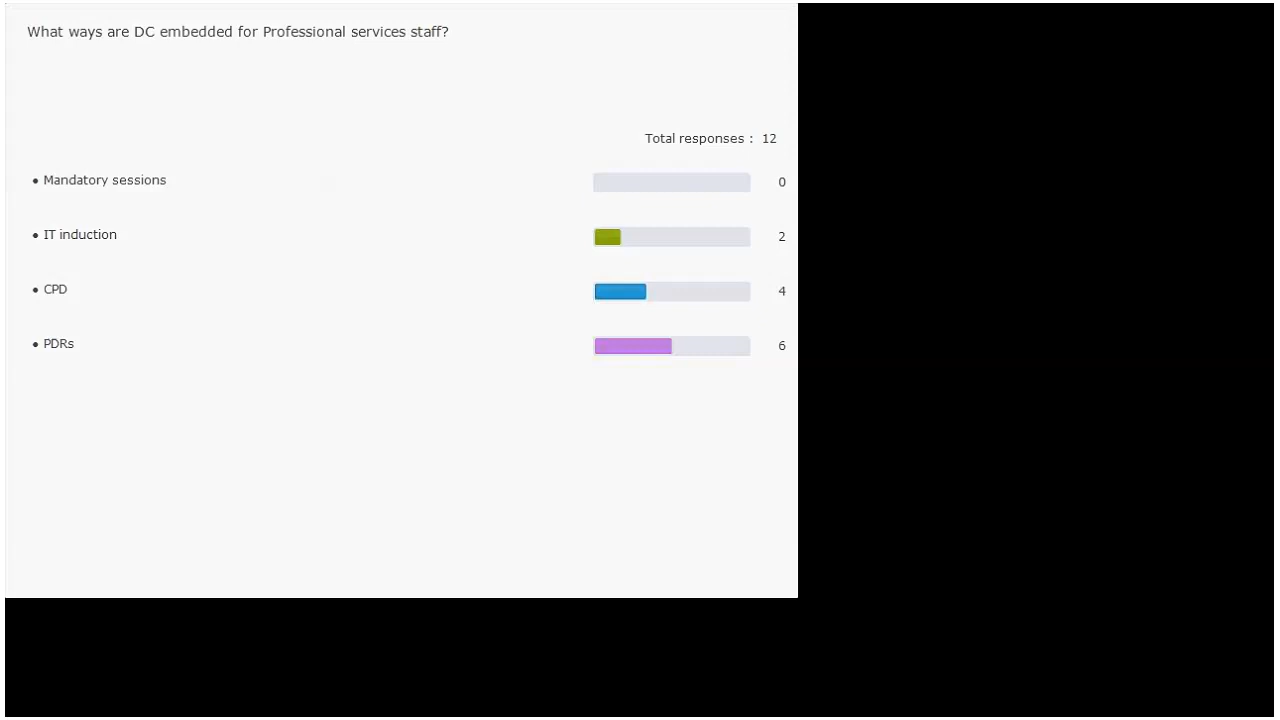 What ways are DC embedded for Professional services staff?
Total responses : 12
• Mandatory sessions 0
• IT induction 2
• CPD 4
• PDRs 6